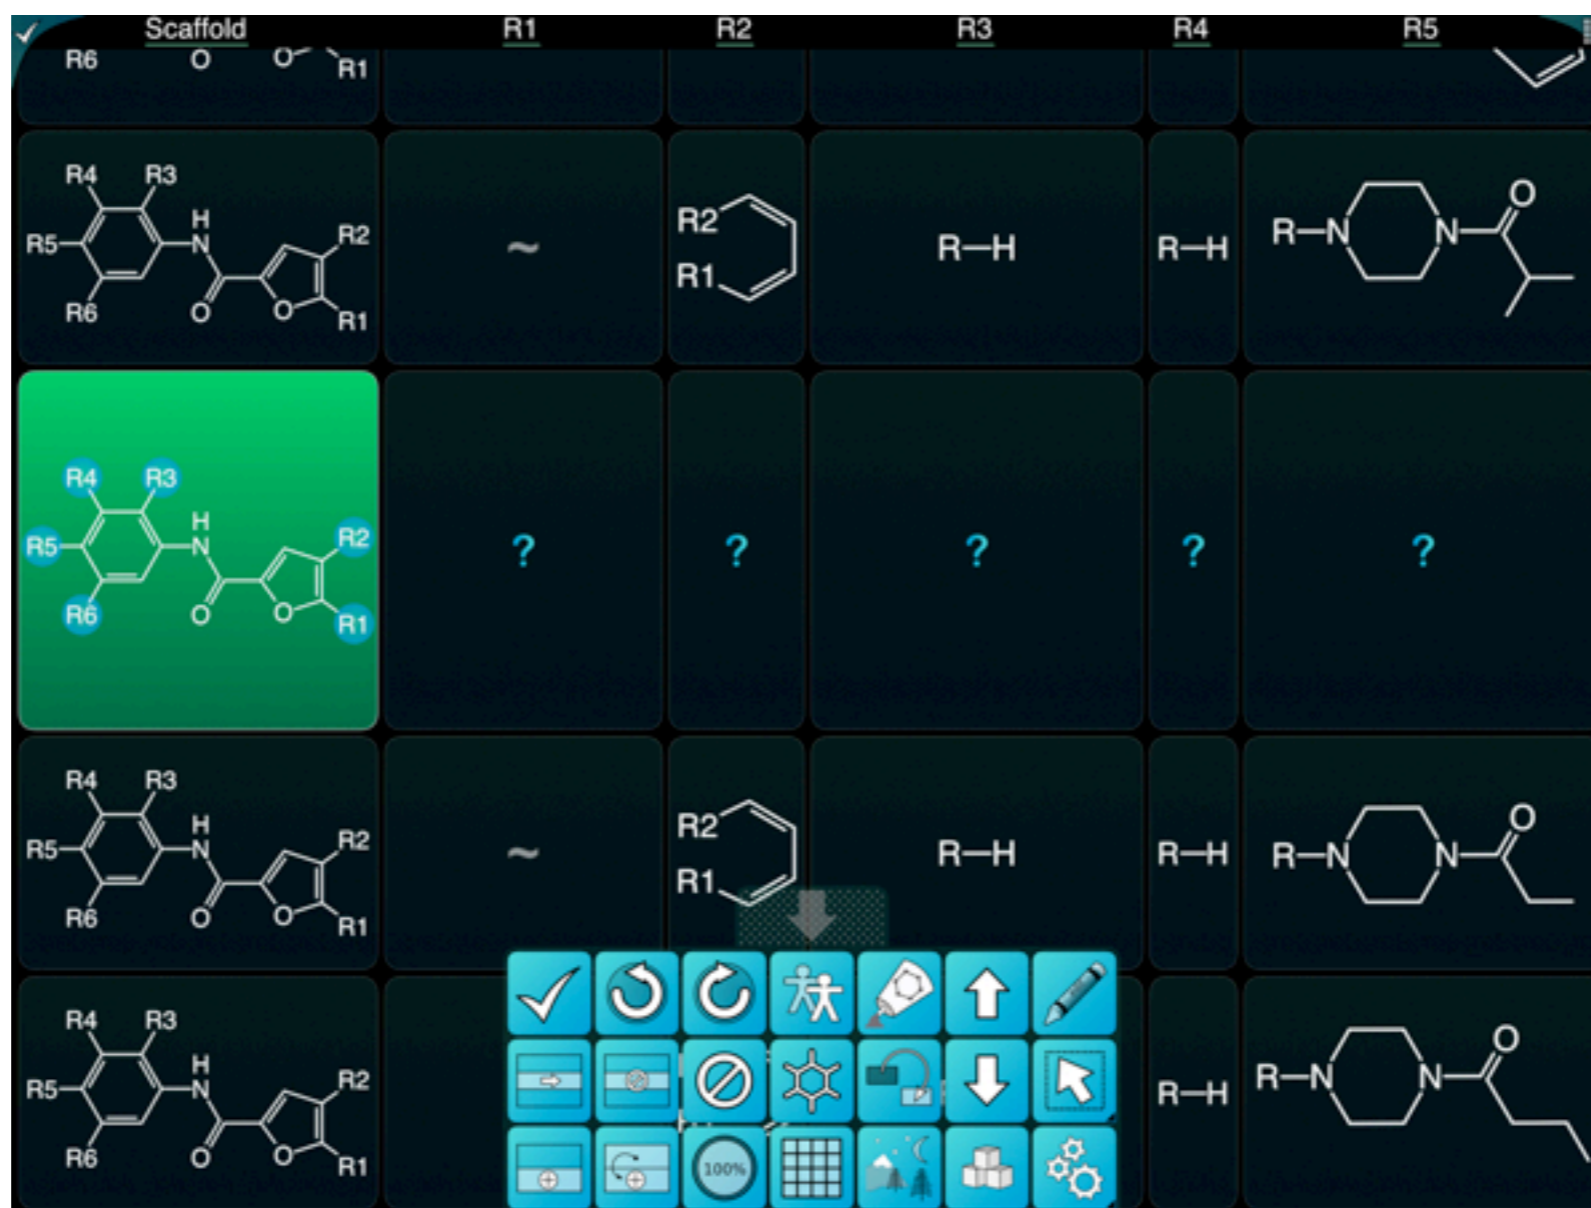 Scaffold R1 R2 R3 R4 R5
R6 O O R1
R4 R3
H
N
R5 R2
R6 O O R1
~
R2
R1
R—H
R—H
R—N N O
R4 R3
H
N
R5 R2
R6 O O R1
? ? ? ? ?
R4 R3
H
N
R5 R2
R6 O O R1
~
R2
R1
R—H
R—H
R—N N O
R4 R3
H
N
R5 R2
R6 O O R1
R—H
R—N N O
100%